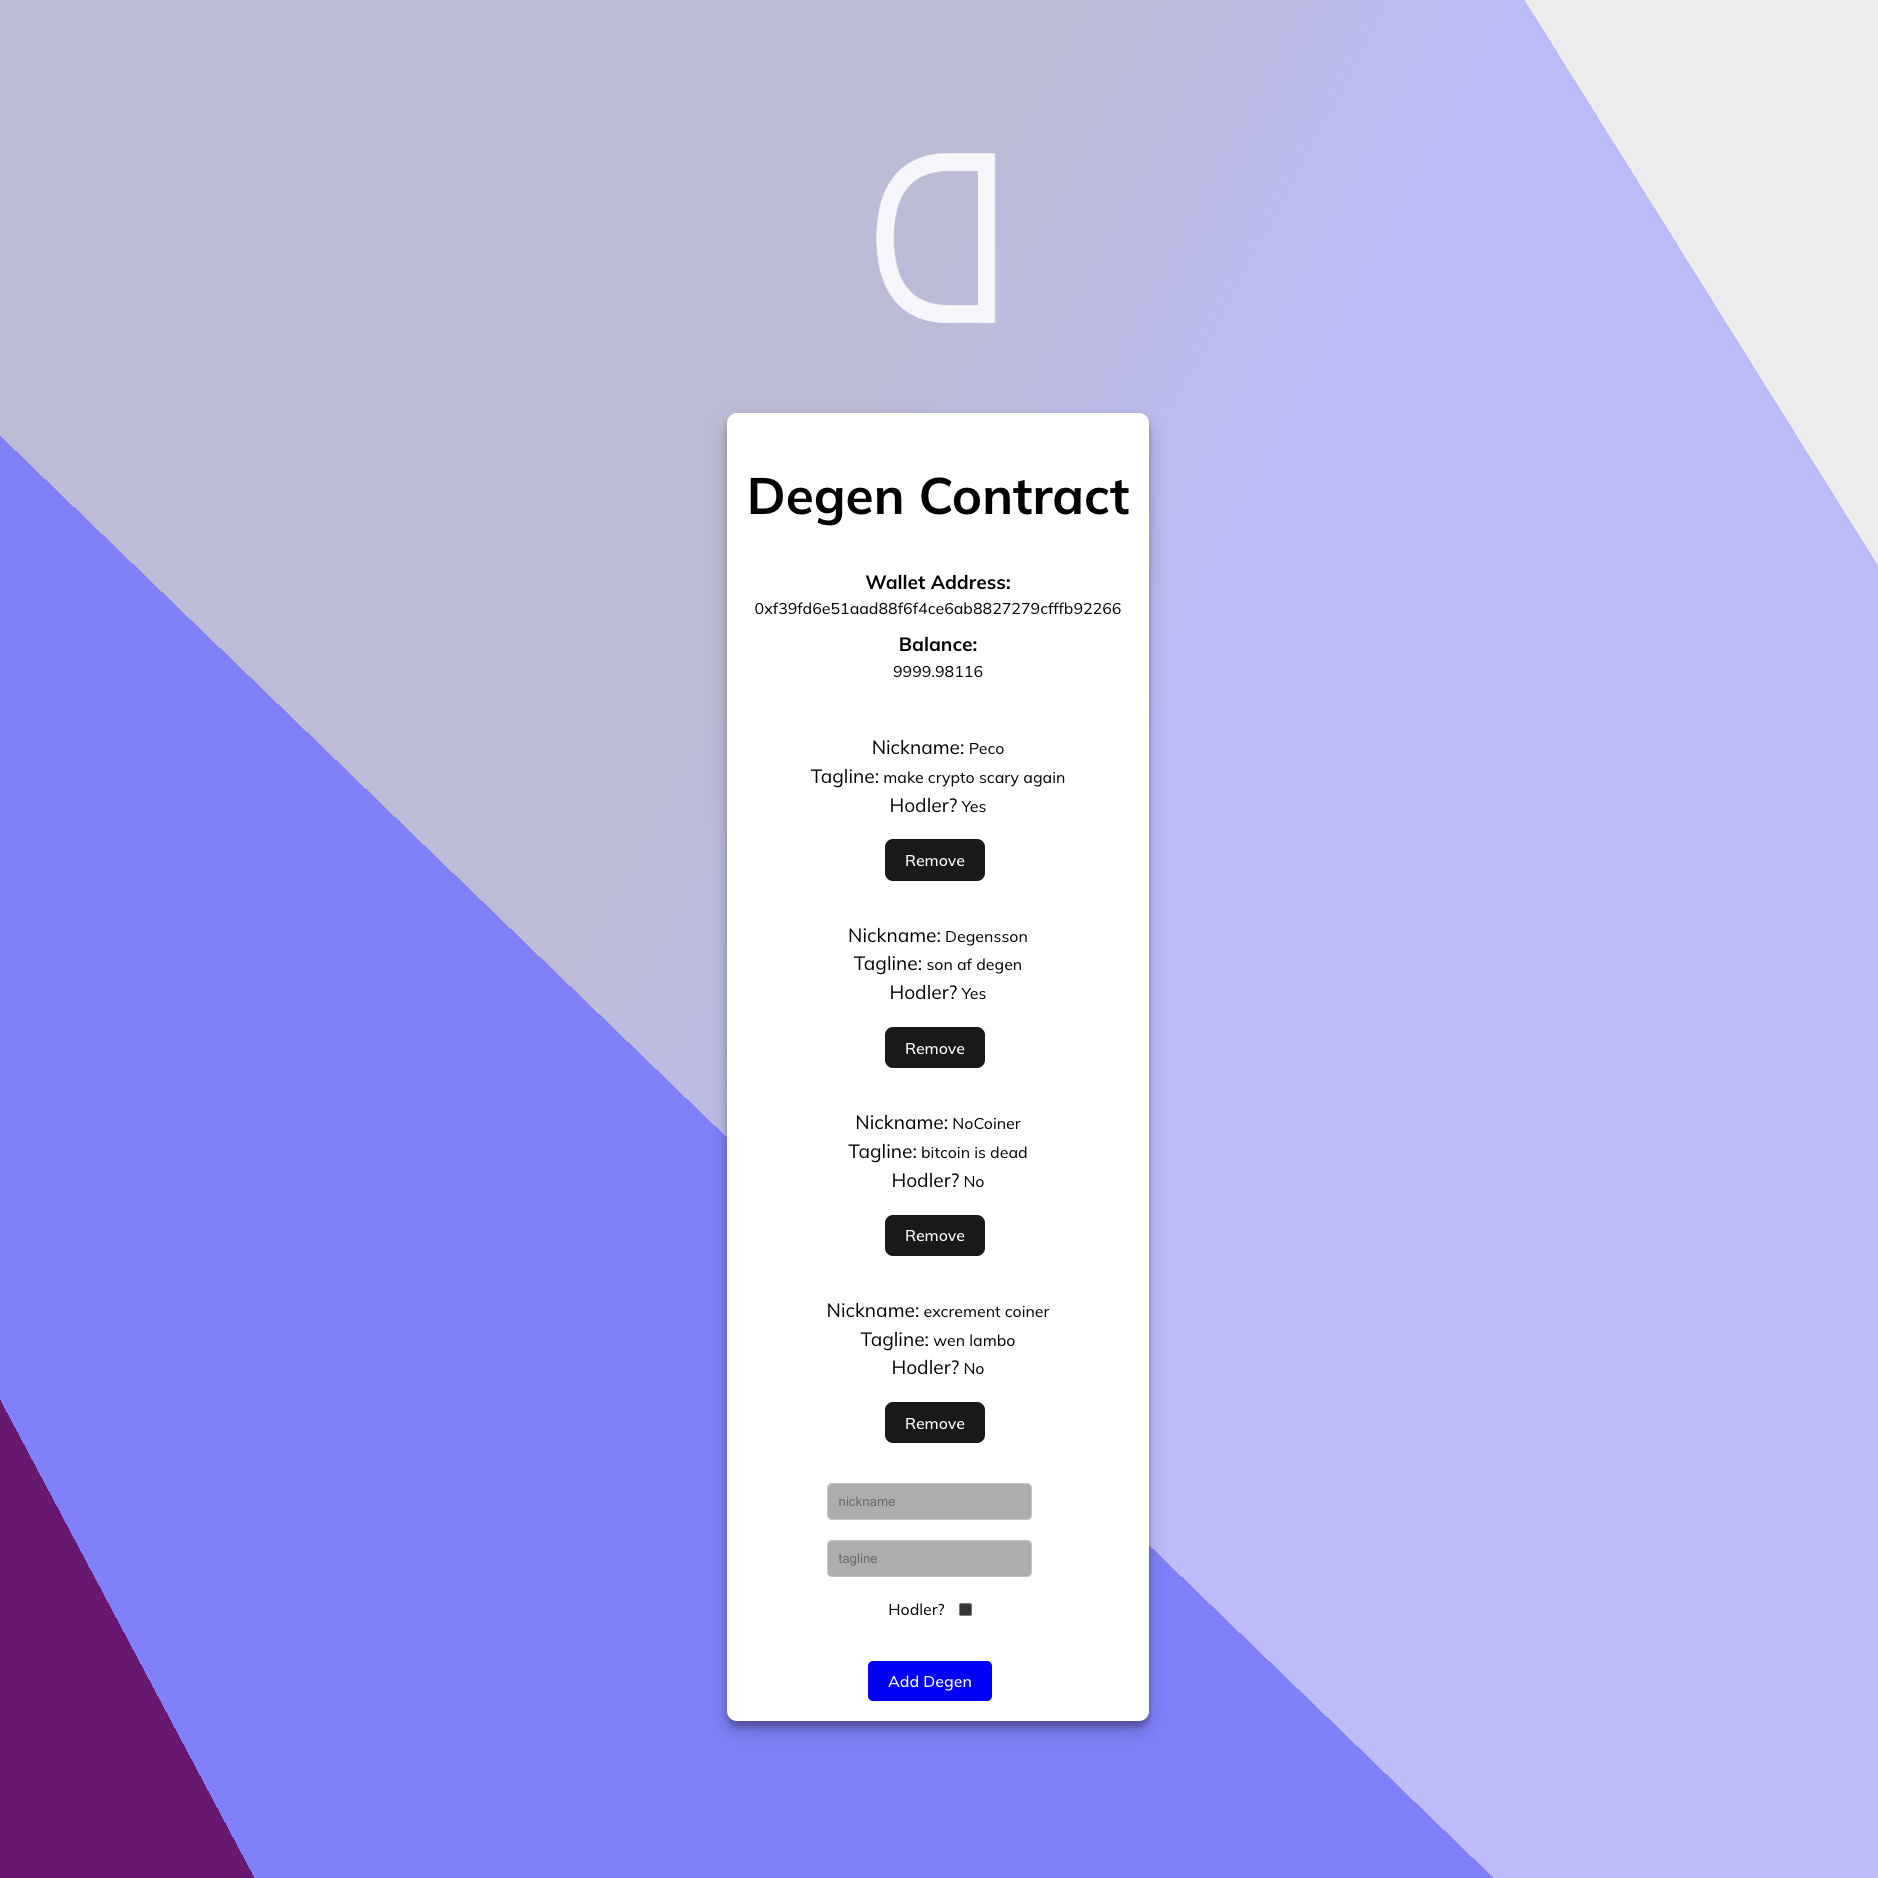 Degen Contract
Wallet Address:
0xf39fd6e51aad88f6f4ce6ab8827279cfffb92266
Balance:
9999.98116
Nickname: Peco
Tagline: make crypto scary again
Hodler? Yes
Remove
Nickname: Degensson
Tagline: son af degen
Hodler? Yes
Remove
Nickname: NoCoiner
Tagline: bitcoin is dead
Hodler? No
Remove
Nickname: excrement coiner
Tagline: wen lambo
Hodler? No
Remove
nickname
tagline
Hodler?
Add Degen